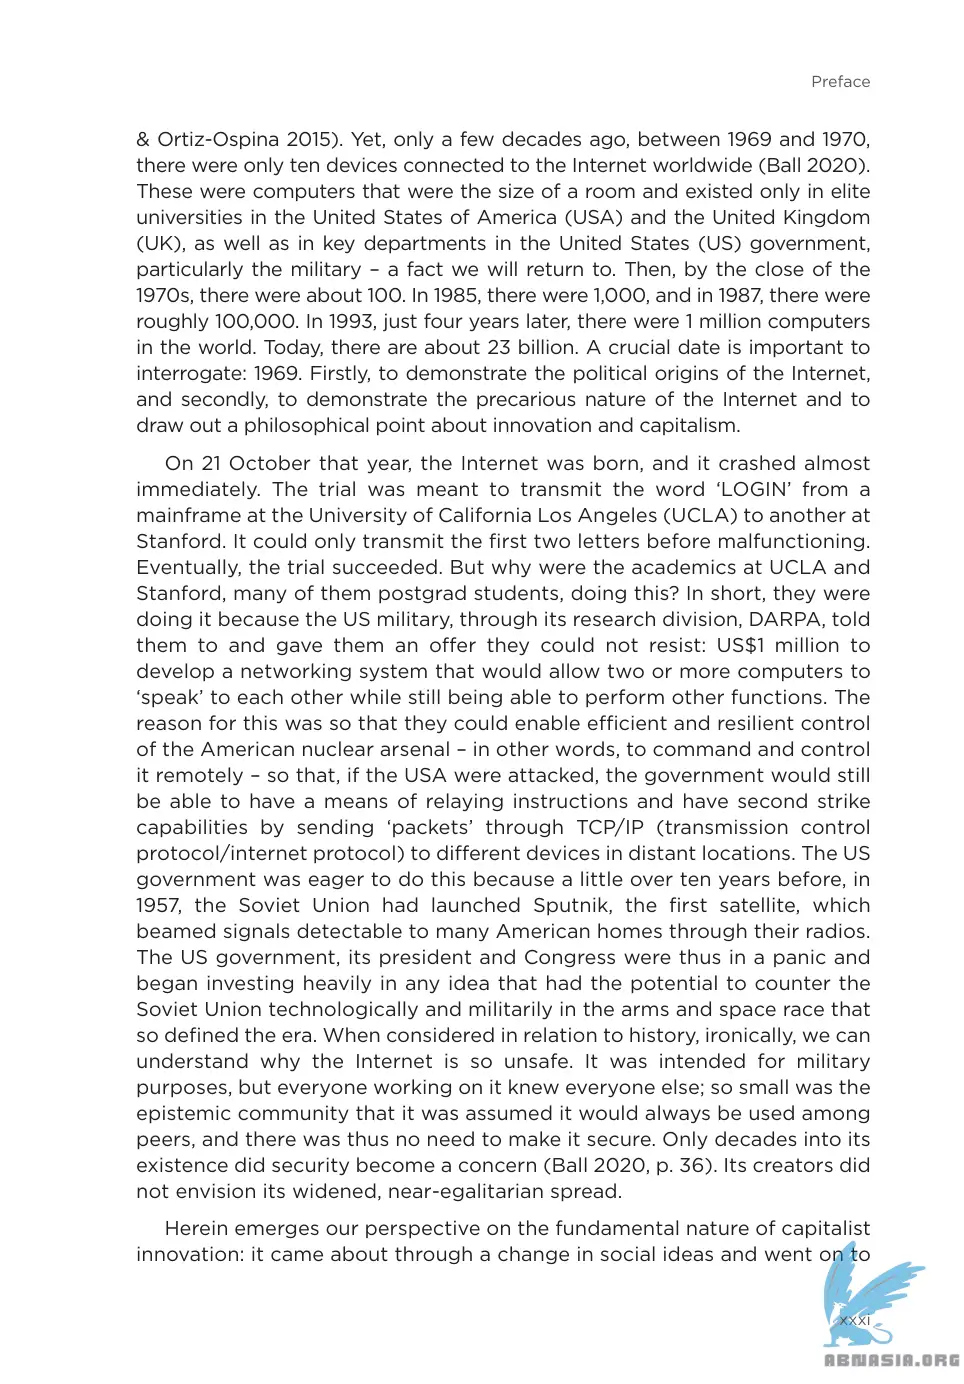 Preface
& Ortiz-Ospina 2015). Yet, only a few decades ago, between 1969 and 1970,
there were only ten devices connected to the Internet worldwide (Ball 2020).
These were computers that were the size of a room and existed only in elite
universities in the United States of America (USA) and the United Kingdom
(UK), as well as in key departments in the United States (US) government,
particularly the military – a fact we will return to. Then, by the close of the
1970s, there were about 100. In 1985, there were 1,000, and in 1987, there were
roughly 100,000. In 1993, just four years later, there were 1 million computers
in the world. Today, there are about 23 billion. A crucial date is important to
interrogate: 1969. Firstly, to demonstrate the political origins of the Internet,
and secondly, to demonstrate the precarious nature of the Internet and to
draw out a philosophical point about innovation and capitalism.
On 21 October that year, the Internet was born, and it crashed almost
immediately. The trial was meant to transmit the word ‘LOGIN’ from a
mainframe at the University of California Los Angeles (UCLA) to another at
Stanford. It could only transmit the first two letters before malfunctioning.
Eventually, the trial succeeded. But why were the academics at UCLA and
Stanford, many of them postgrad students, doing this? In short, they were
doing it because the US military, through its research division, DARPA, told
them to and gave them an offer they could not resist: US$1 million to
develop a networking system that would allow two or more computers to
‘speak’ to each other while still being able to perform other functions. The
reason for this was so that they could enable efficient and resilient control
of the American nuclear arsenal – in other words, to command and control
it remotely – so that, if the USA were attacked, the government would still
be able to have a means of relaying instructions and have second strike
capabilities by sending ‘packets’ through TCP/IP (transmission control
protocol/internet protocol) to different devices in distant locations. The US
government was eager to do this because a little over ten years before, in
1957, the Soviet Union had launched Sputnik, the first satellite, which
beamed signals detectable to many American homes through their radios.
The US government, its president and Congress were thus in a panic and
began investing heavily in any idea that had the potential to counter the
Soviet Union technologically and militarily in the arms and space race that
so defined the era. When considered in relation to history, ironically, we can
understand why the Internet is so unsafe. It was intended for military
purposes, but everyone working on it knew everyone else; so small was the
epistemic community that it was assumed it would always be used among
peers, and there was thus no need to make it secure. Only decades into its
existence did security become a concern (Ball 2020, p. 36). Its creators did
not envision its widened, near-egalitarian spread.
Herein emerges our perspective on the fundamental nature of capitalist
innovation: it came about through a change in social ideas and went on to
xxxi
ABNASIA.ORG